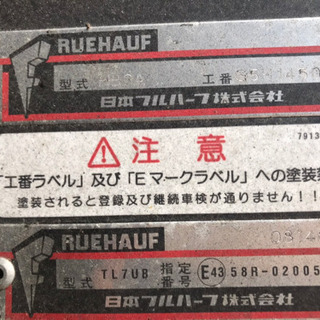 RUEHAUF
型式 工番
日本フルハーフ株式会社
7913
⚠注意
「工番ラベル」及び「Eマークラベル」への塗装
塗装されると登録及び継続車検が通りません!!
RUEHAUF
型式 TL7UB 指定番号 E43 58R-02005
日本フルハーフ株式会社